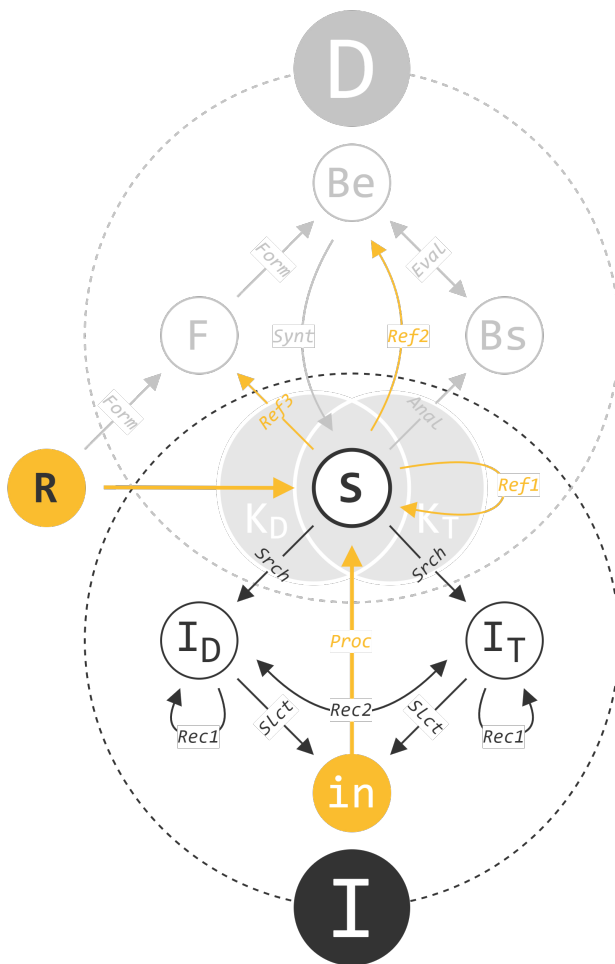 D
Be
Form
Eval
F
Synt
Ref2
Bs
Form
Ref3
Anal
R
S
Ref1
KD
KT
Srch
Srch
ID
Proc
IT
Rec1
Slct
Rec2
Slct
Rec1
in
I